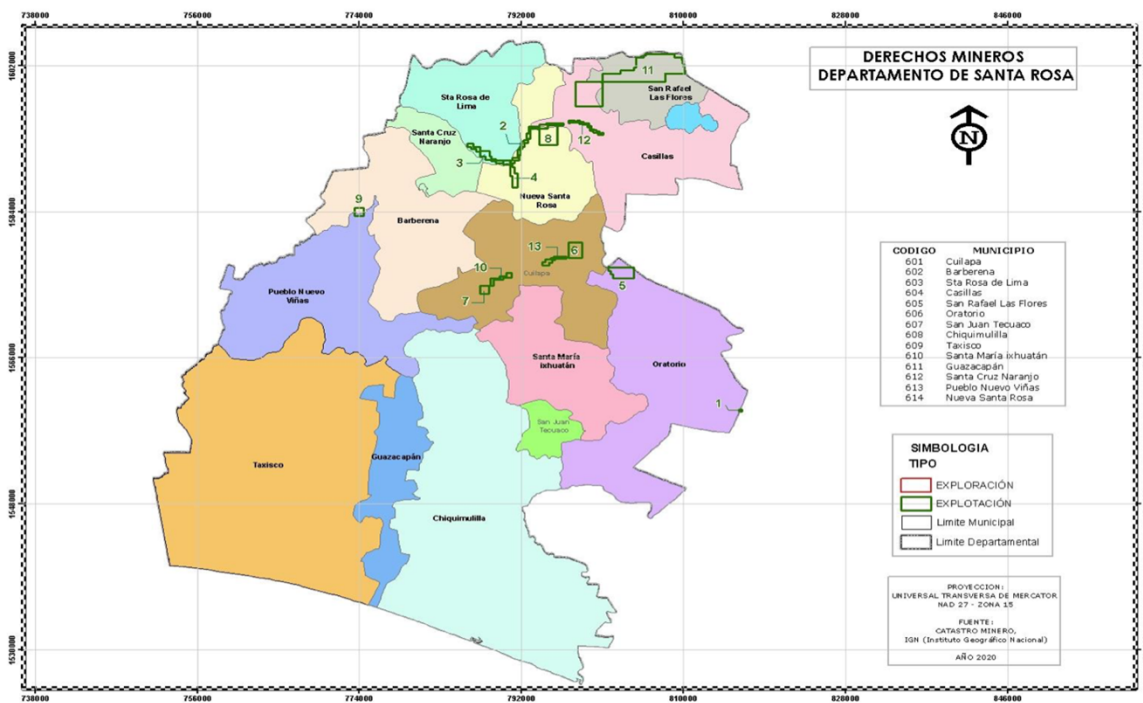 738000 756000 774000 792000 810000 828000 846000
1602000
1584000
1566000
1548000
1530000
DERECHOS MINEROS
DEPARTAMENTO DE SANTA ROSA
N
11
San Rafael
Las Flores
Sta Rosa de
Lima
2
Santa Cruz
Naranjo
8
12
3
Casillas
4
Nueva Santa
Rosa
9
Barberena
13
6
10
Cuilapa
5
7
Pueblo Nuevo
Viñas
Santa María
ixhuatán
Oratorio
1
San Juan
Tecuaco
Taxisco
Guazacapán
Chiquimulilla
CODIGO MUNICIPIO
601 Cuilapa
602 Barberena
603 Sta Rosa de Lima
604 Casillas
605 San Rafael Las Flores
606 Oratorio
607 San Juan Tecuaco
608 Chiquimulilla
609 Taxisco
610 Santa María ixhuatán
611 Guazacapán
612 Santa Cruz Naranjo
613 Pueblo Nuevo Viñas
614 Nueva Santa Rosa
SIMBOLOGIA
TIPO
EXPLORACIÓN
EXPLOTACIÓN
Limite Municipal
Limite Departamental
PROYECCION:
UNIVERSAL TRANSVERSA DE MERCATOR
NAD 27 - ZONA 15
FUENTE:
CATASTRO MINERO,
IGN (Instituto Geográfico Nacional)
AÑO 2020
738000 756000 774000 792000 810000 828000 846000